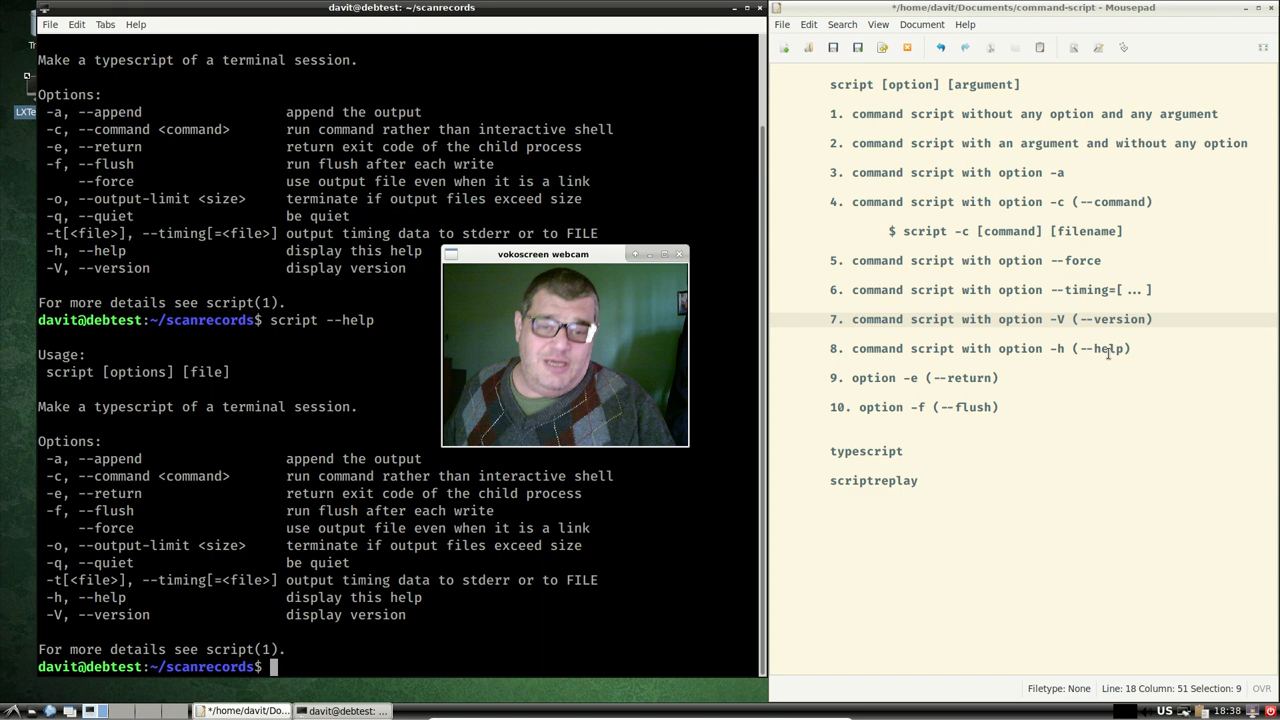 davit@debtest: ~/scanrecords
File Edit Tabs Help
Make a typescript of a terminal session.
Options:
-a, --append append the output
-c, --command <command> run command rather than interactive shell
-e, --return return exit code of the child process
-f, --flush run flush after each write
--force use output file even when it is a link
-o, --output-limit <size> terminate if output files exceed size
-q, --quiet be quiet
-t[<file>], --timing[=<file>] output timing data to stderr or to FILE
-h, --help display this help
-V, --version display version
For more details see script(1).
davit@debtest:~/scanrecords$ script --help
Usage:
script [options] [file]
Make a typescript of a terminal session.
Options:
-a, --append append the output
-c, --command <command> run command rather than interactive shell
-e, --return return exit code of the child process
-f, --flush run flush after each write
--force use output file even when it is a link
-o, --output-limit <size> terminate if output files exceed size
-q, --quiet be quiet
-t[<file>], --timing[=<file>] output timing data to stderr or to FILE
-h, --help display this help
-V, --version display version
For more details see script(1).
davit@debtest:~/scanrecords$
vokoscreen webcam
*/home/davit/Documents/command-script - Mousepad
File Edit Search View Document Help
script [option] [argument]
1. command script without any option and any argument
2. command script with an argument and without any option
3. command script with option -a
4. command script with option -c (--command)
$ script -c [command] [filename]
5. command script with option --force
6. command script with option --timing=[...]
7. command script with option -V (--version)
8. command script with option -h (--help)
9. option -e (--return)
10. option -f (--flush)
typescript
scriptreplay
Filetype: None Line: 18 Column: 51 Selection: 9 OVR
*/home/davit/Do... davit@debtest: ... US 18:38